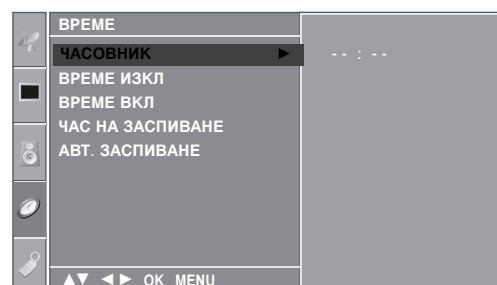 ВРЕМЕ
ЧАСОВНИК ► -- : --
ВРЕМЕ ИЗКЛ
ВРЕМЕ ВКЛ
ЧАС НА ЗАСПИВАНЕ
АВТ. ЗАСПИВАНЕ
▲▼ ◄► OK MENU